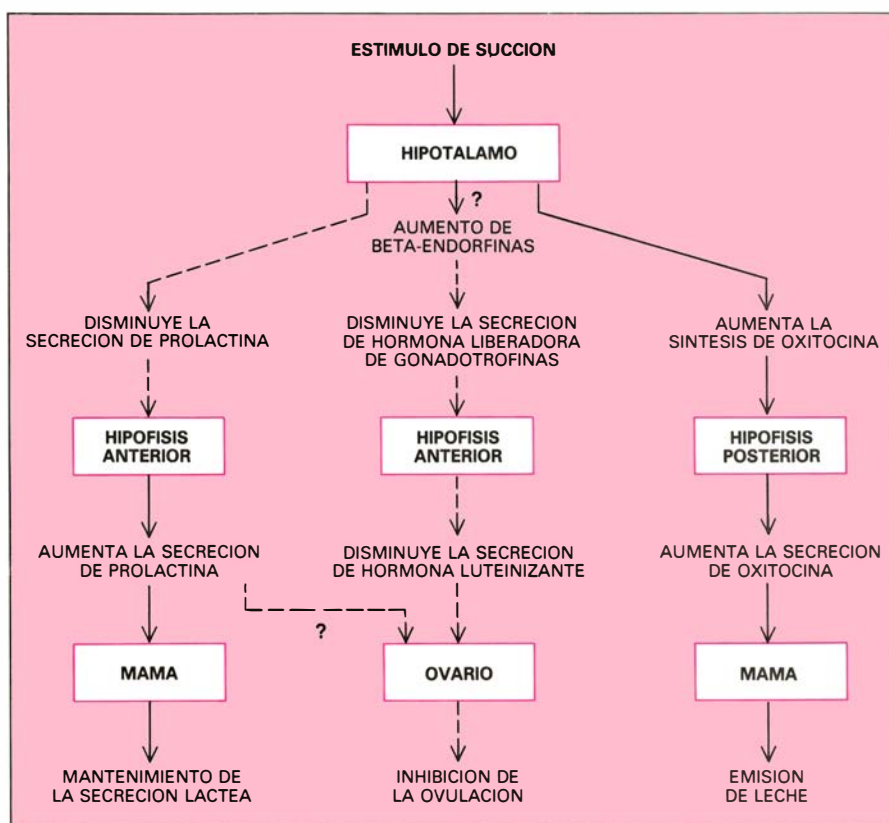 ESTIMULO DE SUCCION
HIPOTALAMO
?
AUMENTO DE
BETA-ENDORFINAS
DISMINUYE LA
SECRECION DE PROLACTINA
DISMINUYE LA SECRECION
DE HORMONA LIBERADORA
DE GONADOTROFINAS
AUMENTA LA
SINTESIS DE OXITOCINA
HIPOFISIS
ANTERIOR
HIPOFISIS
ANTERIOR
HIPOFISIS
POSTERIOR
AUMENTA LA SECRECION
DE PROLACTINA
DISMINUYE LA SECRECION
DE HORMONA LUTEINIZANTE
AUMENTA LA SECRECION
DE OXITOCINA
?
MAMA
OVARIO
MAMA
MANTENIMIENTO DE
LA SECRECION LACTEA
INHIBICION DE
LA OVULACION
EMISION
DE LECHE